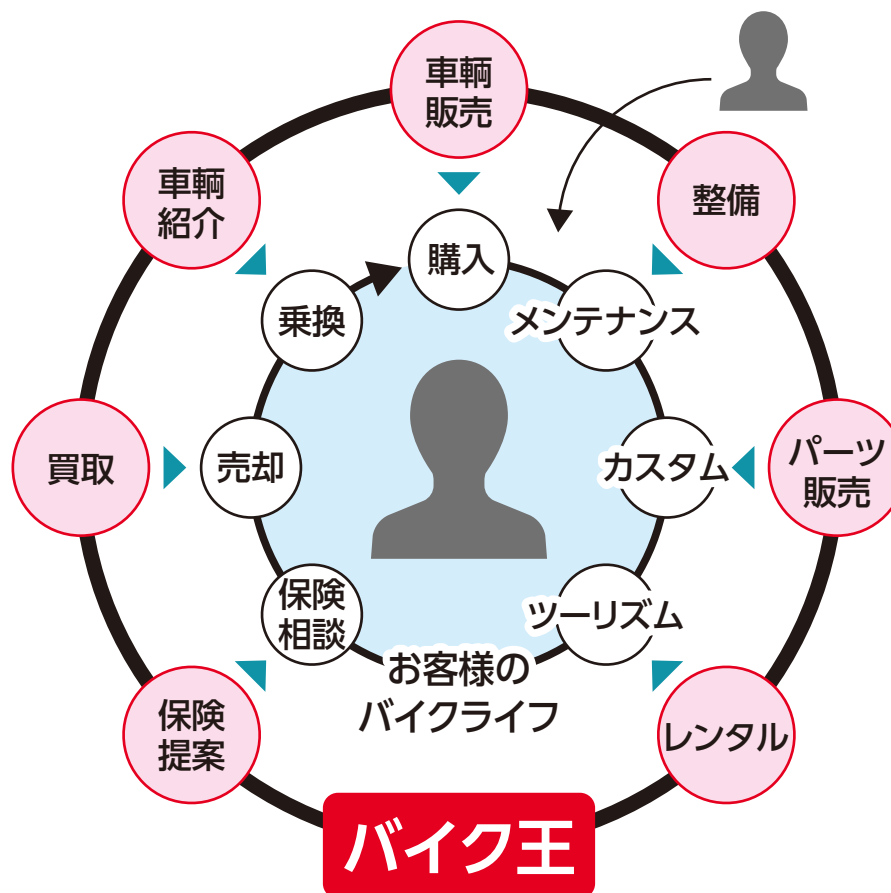 車輌
販売
車輌
紹介
整備
購入
乗換
メンテナンス
買取
売却
カスタム
パーツ
販売
保険
相談
ツーリズム
お客様の
バイクライフ
保険
提案
レンタル
バイク王